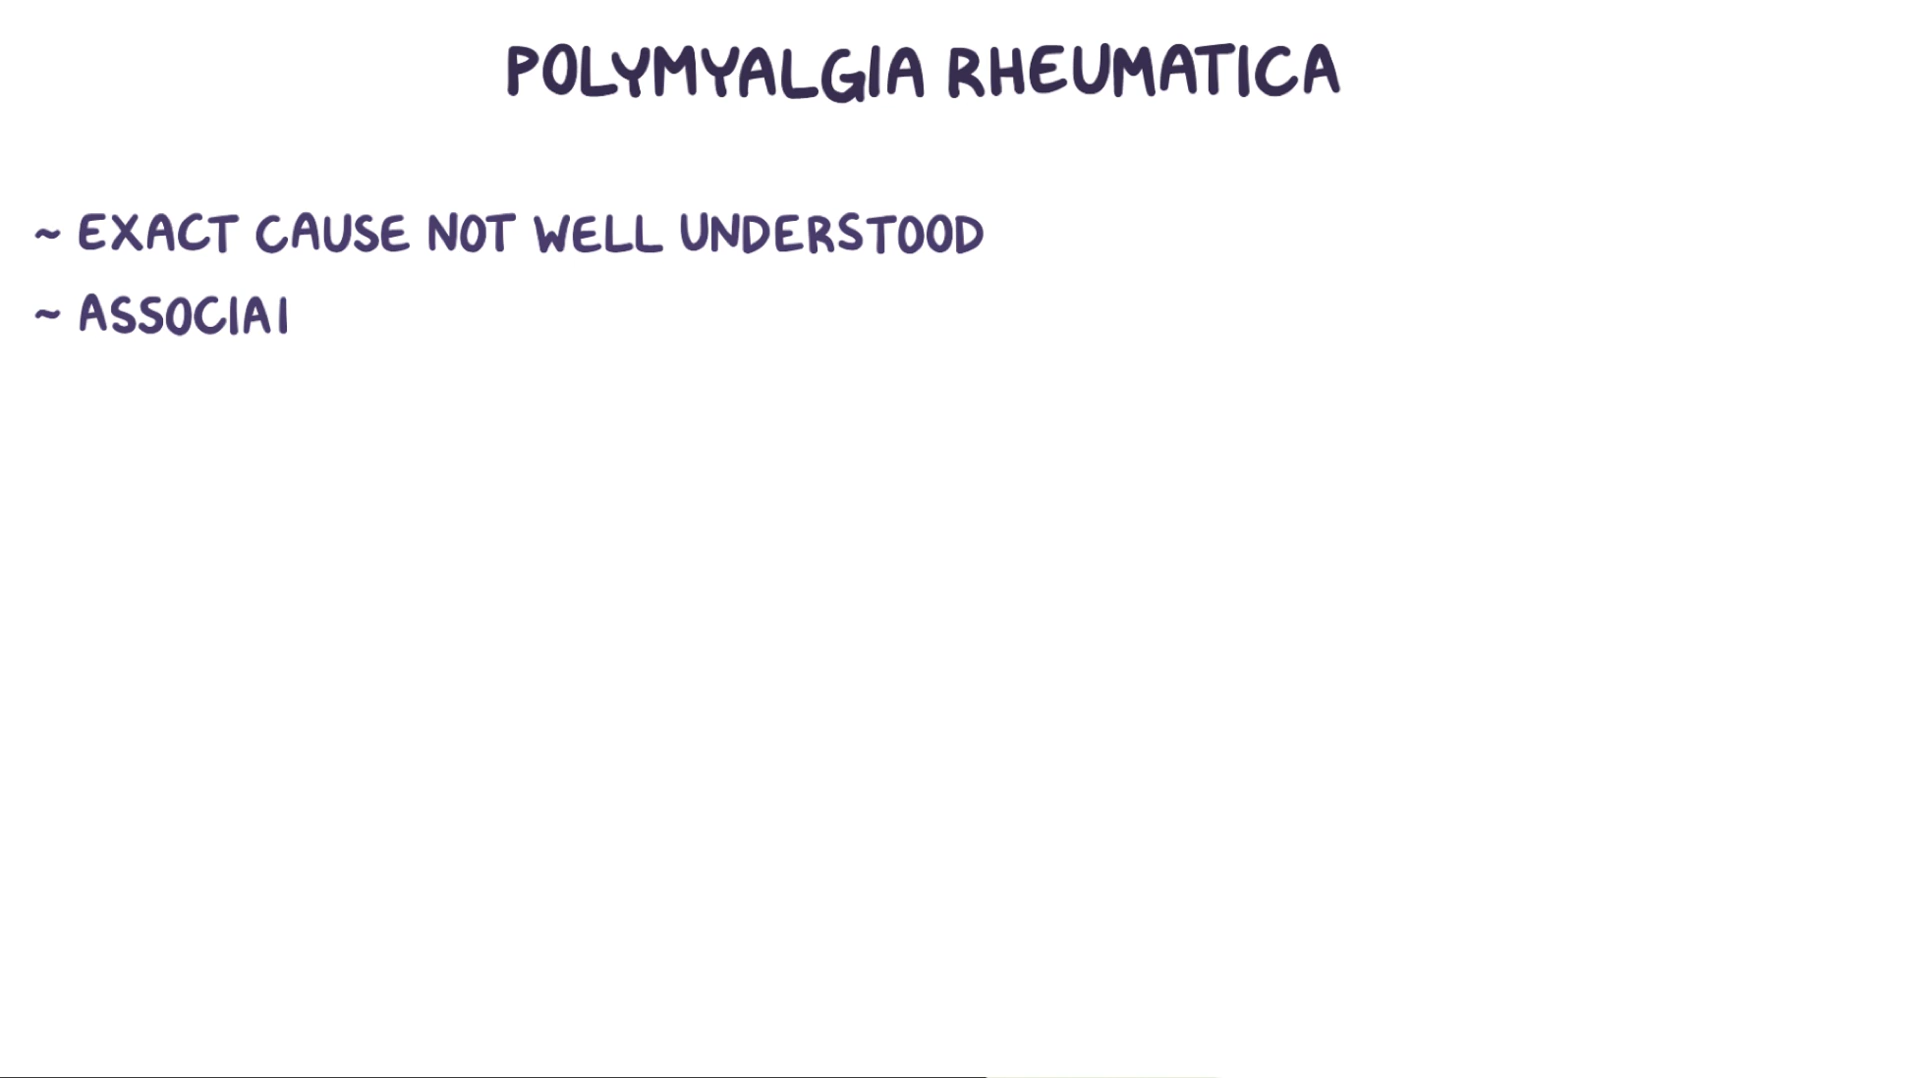 POLYMYALGIA RHEUMATICA
~ EXACT CAUSE NOT WELL UNDERSTOOD
~ ASSOCIAI